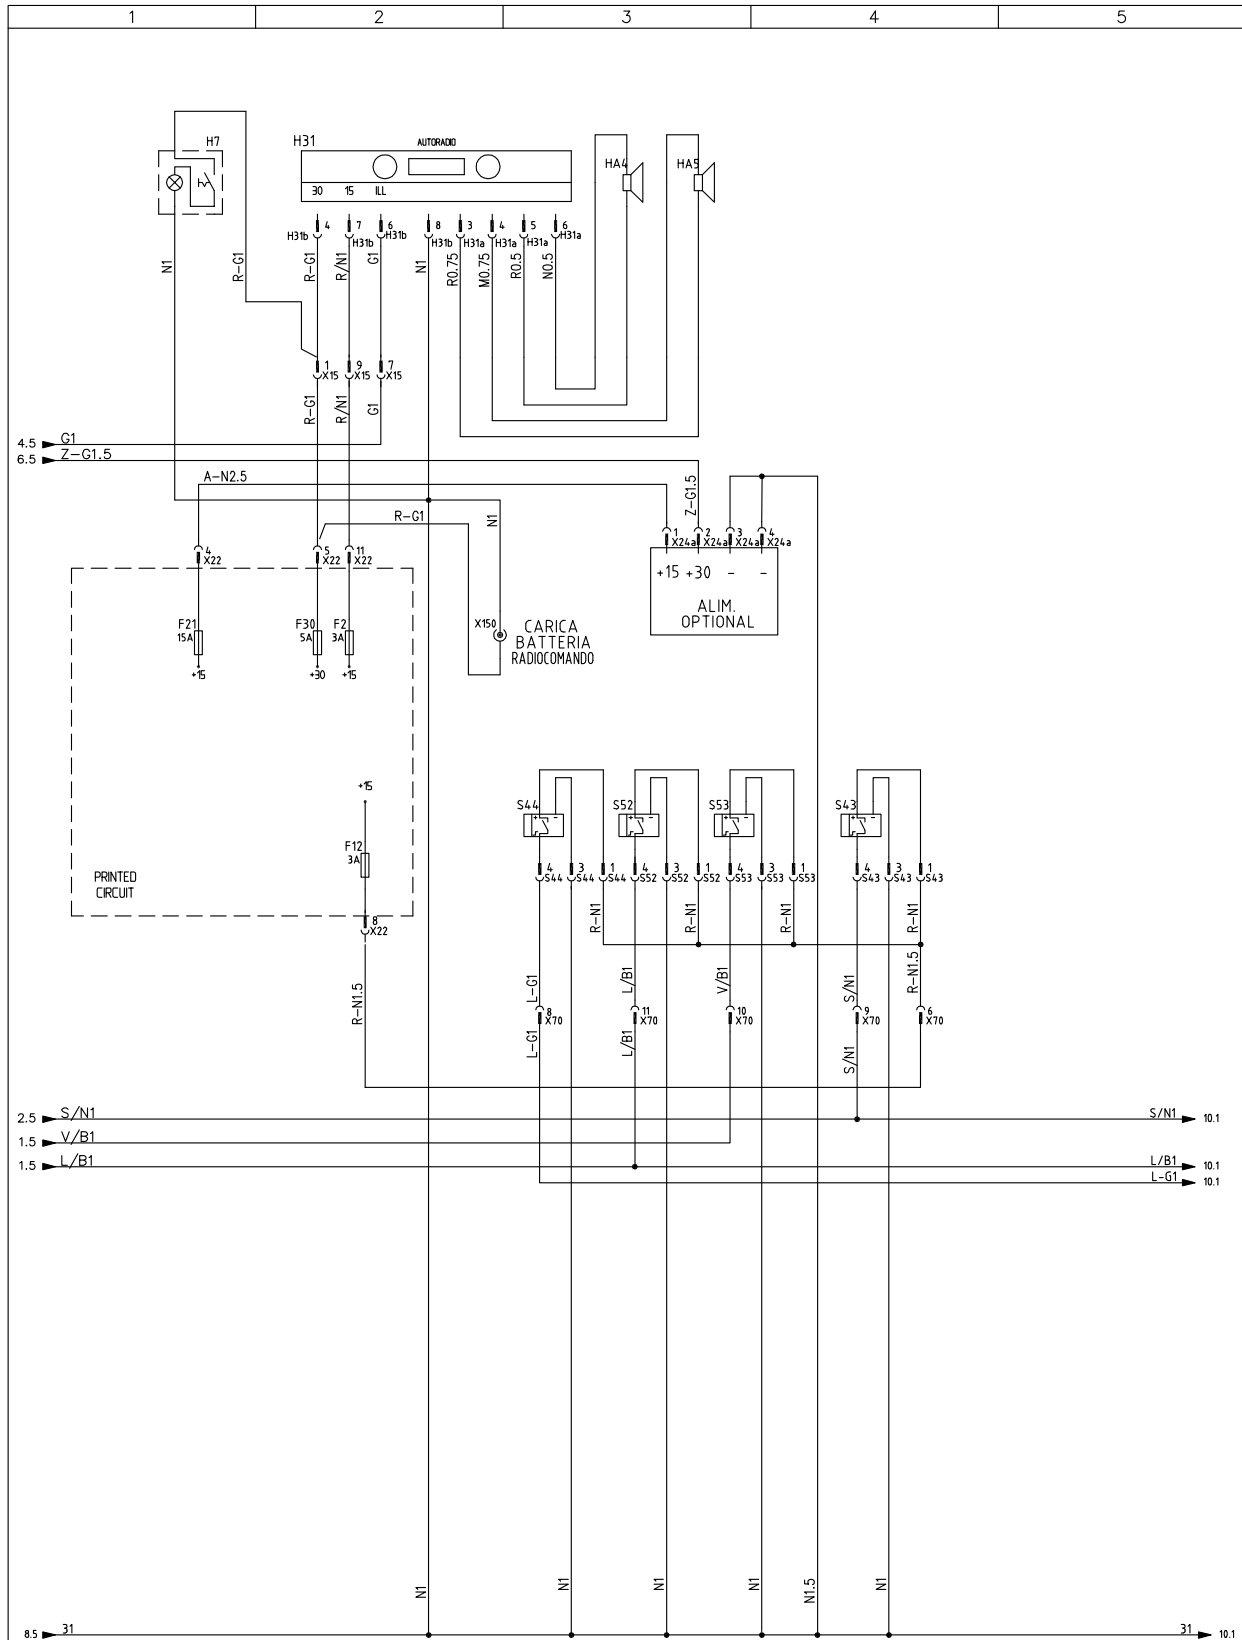 1 2 3 4 5
H7
H31
AUTORADIO
HA4
HA5
30 15 ILL
4 7 6 8 3 4 5 6
H31b H31b H31b H31b H31a H31a H31a H31a
N1
R-G1
R-G1
R/N1
G1
N1
R0.75
M0.75
R0.5
N0.5
1 9 7
X15 X15 X15
R-G1
R/N1
G1
4.5 G1
6.5 Z-G1.5
A-N2.5
Z-G1.5
R-G1
N1
4 5 11
X22 X22 X22
1 2 3 4
X24a X24a X24a X24a
+15 +30 - -
ALIM.
OPTIONAL
F21
15A
+15
F30
5A
+30
F2
3A
+15
X150
CARICA
BATTERIA
RADIOCOMANDO
+15
F12
3A
PRINTED
CIRCUIT
8
X22
S44
+ -
S52
+ -
S53
+ -
S43
+ -
4 3 1 4 3 1 4 3 1 4 3 1
S44 S44 S44 S52 S52 S52 S53 S53 S53 S43 S43 S43
R-N1
R-N1
R-N1
R-N1
R-N1.5
L-G1
L/B1
V/B1
S/N1
R-N1.5
8 11 10 9 6
X70 X70 X70 X70 X70
L-G1
L/B1
S/N1
2.5 S/N1
S/N1 10.1
1.5 V/B1
1.5 L/B1
L/B1 10.1
L-G1 10.1
N1
N1
N1
N1
N1.5
N1
8.5 31
31 10.1